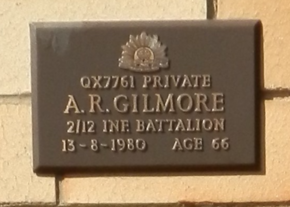 QX7761 PRIVATE
A.R. GILMORE
2/12 INF BATTALION
13-8-1980 AGE 66